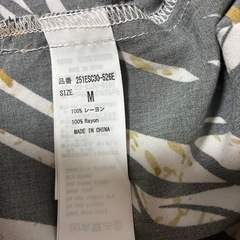 品番 251ESC30-526E
SIZE M
100% レーヨン
100% Rayon
MADE IN CHINA